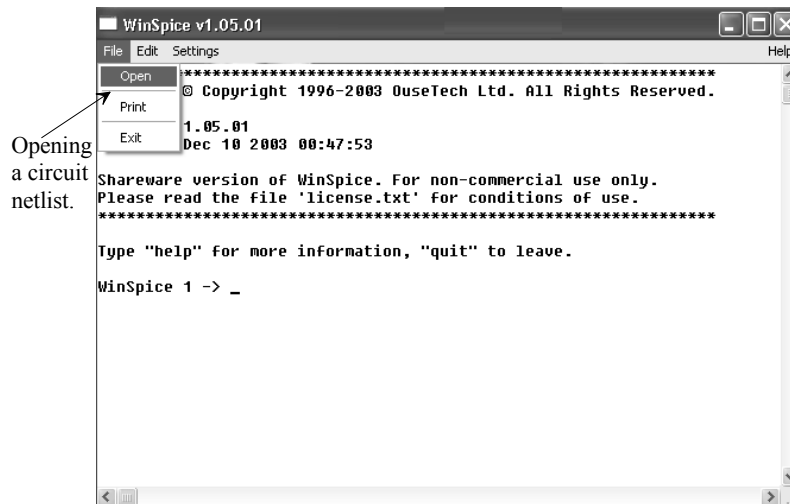 WinSpice v1.05.01
File Edit Settings Help
Open
Print
Exit
Opening
a circuit
netlist.
************************************************************
© Copyright 1996-2003 OuseTech Ltd. All Rights Reserved.
1.05.01
Dec 10 2003 00:47:53
Shareware version of WinSpice. For non-commercial use only.
Please read the file 'license.txt' for conditions of use.
********************************************************************
Type "help" for more information, "quit" to leave.
WinSpice 1 -> _